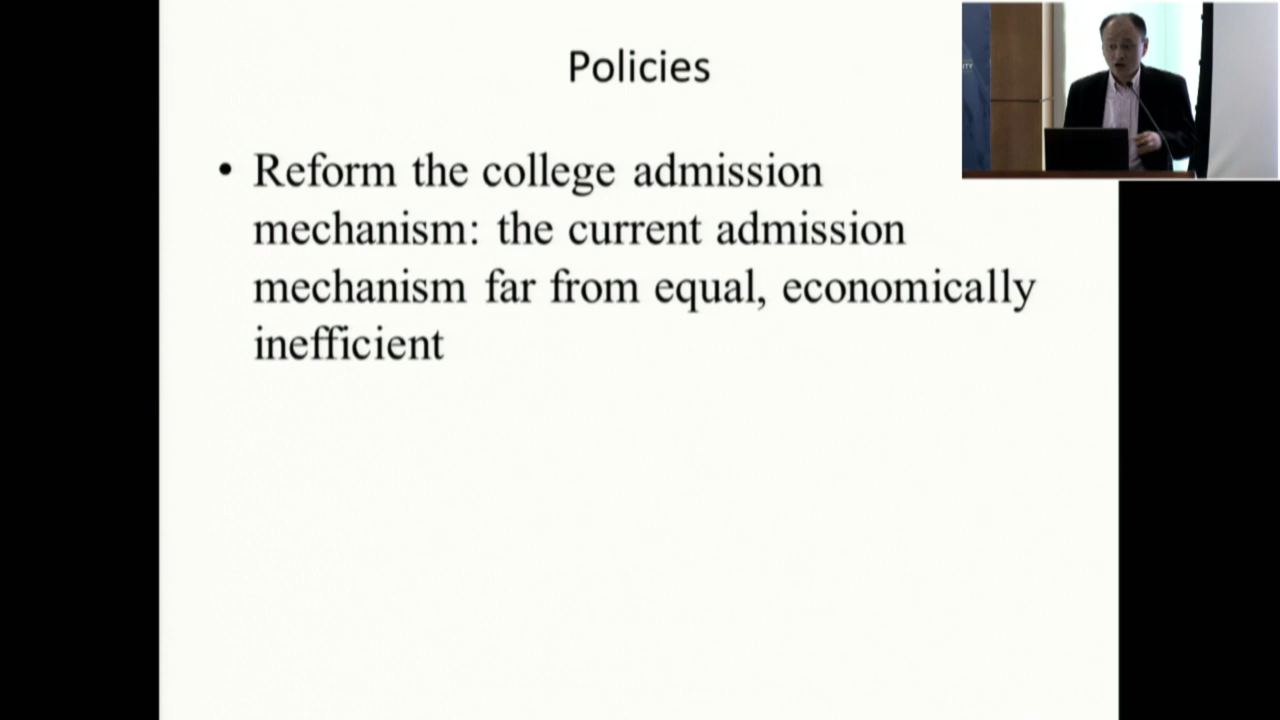 Policies
• Reform the college admission
mechanism: the current admission
mechanism far from equal, economically
inefficient